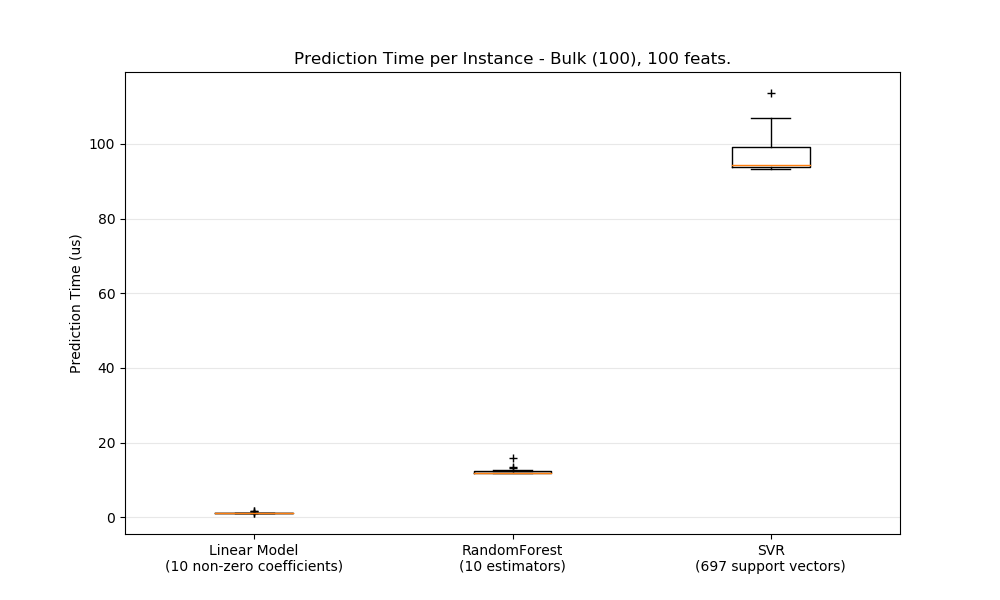 Prediction Time per Instance - Bulk (100), 100 feats.
Prediction Time (us)
100
80
60
40
20
0
Linear Model
(10 non-zero coefficients)
RandomForest
(10 estimators)
SVR
(697 support vectors)